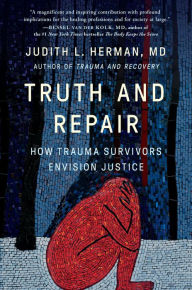 "A magnificent and inspiring contribution with profound
implications for the healing professions and for society at large."
—BESSEL VAN DER KOLK, MD, author of
the #1 New York Times bestseller The Body Keeps the Score
JUDITH L. HERMAN, MD
AUTHOR OF TRAUMA AND RECOVERY
TRUTH AND
REPAIR
HOW TRAUMA SURVIVORS
ENVISION JUSTICE